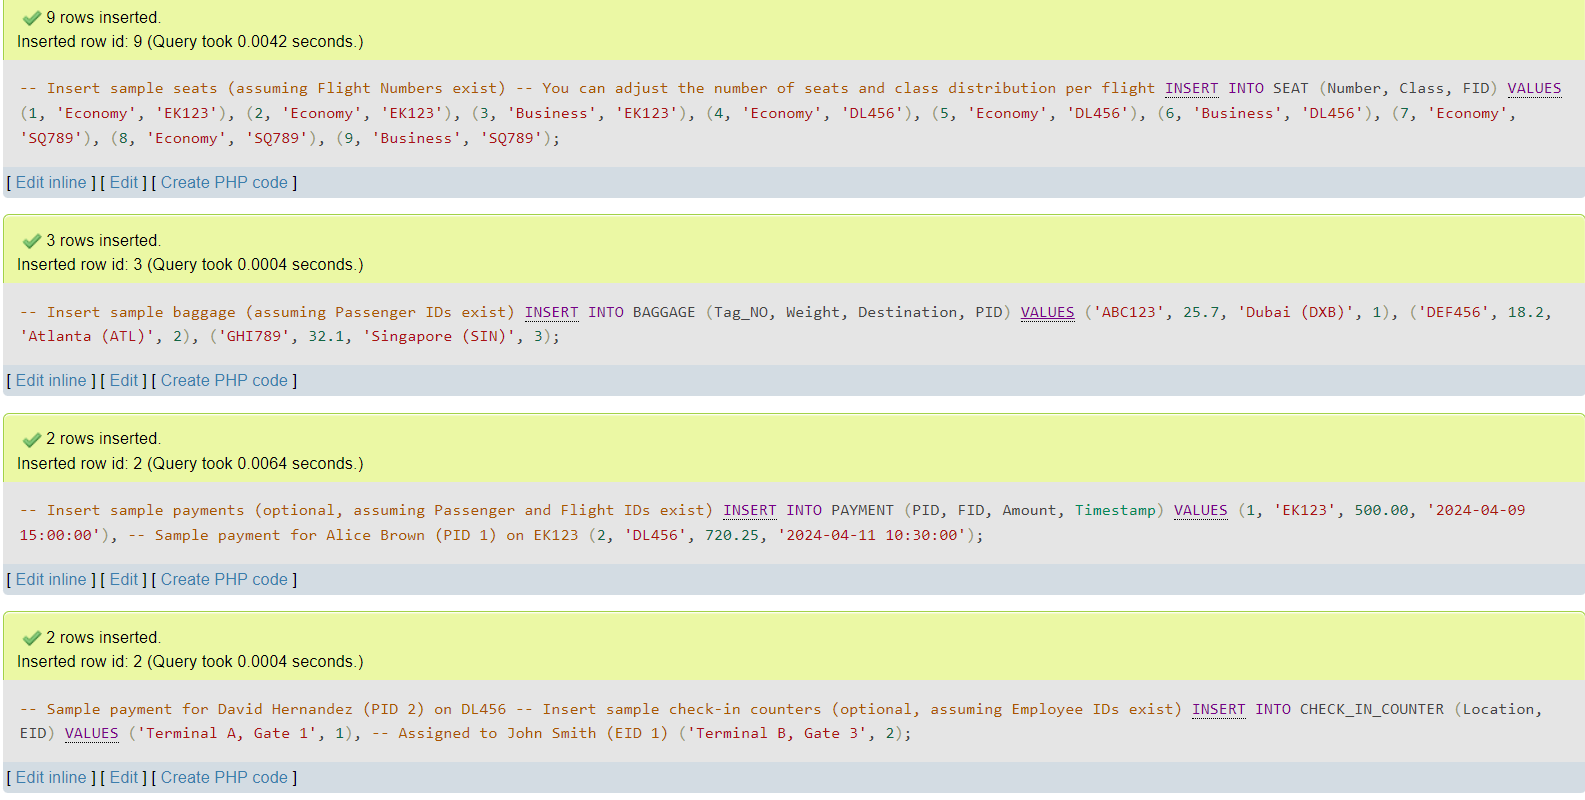 9 rows inserted.
Inserted row id: 9 (Query took 0.0042 seconds.)
-- Insert sample seats (assuming Flight Numbers exist) -- You can adjust the number of seats and class distribution per flight INSERT INTO SEAT (Number, Class, FID) VALUES
(1, 'Economy', 'EK123'), (2, 'Economy', 'EK123'), (3, 'Business', 'EK123'), (4, 'Economy', 'DL456'), (5, 'Economy', 'DL456'), (6, 'Business', 'DL456'), (7, 'Economy',
'SQ789'), (8, 'Economy', 'SQ789'), (9, 'Business', 'SQ789');
[ Edit inline ] [ Edit ] [ Create PHP code ]
3 rows inserted.
Inserted row id: 3 (Query took 0.0004 seconds.)
-- Insert sample baggage (assuming Passenger IDs exist) INSERT INTO BAGGAGE (Tag_NO, Weight, Destination, PID) VALUES ('ABC123', 25.7, 'Dubai (DXB)', 1), ('DEF456', 18.2,
'Atlanta (ATL)', 2), ('GHI789', 32.1, 'Singapore (SIN)', 3);
[ Edit inline ] [ Edit ] [ Create PHP code ]
2 rows inserted.
Inserted row id: 2 (Query took 0.0064 seconds.)
-- Insert sample payments (optional, assuming Passenger and Flight IDs exist) INSERT INTO PAYMENT (PID, FID, Amount, Timestamp) VALUES (1, 'EK123', 500.00, '2024-04-09
15:00:00'), -- Sample payment for Alice Brown (PID 1) on EK123 (2, 'DL456', 720.25, '2024-04-11 10:30:00');
[ Edit inline ] [ Edit ] [ Create PHP code ]
2 rows inserted.
Inserted row id: 2 (Query took 0.0004 seconds.)
-- Sample payment for David Hernandez (PID 2) on DL456 -- Insert sample check-in counters (optional, assuming Employee IDs exist) INSERT INTO CHECK_IN_COUNTER (Location,
EID) VALUES ('Terminal A, Gate 1', 1), -- Assigned to John Smith (EID 1) ('Terminal B, Gate 3', 2);
[ Edit inline ] [ Edit ] [ Create PHP code ]